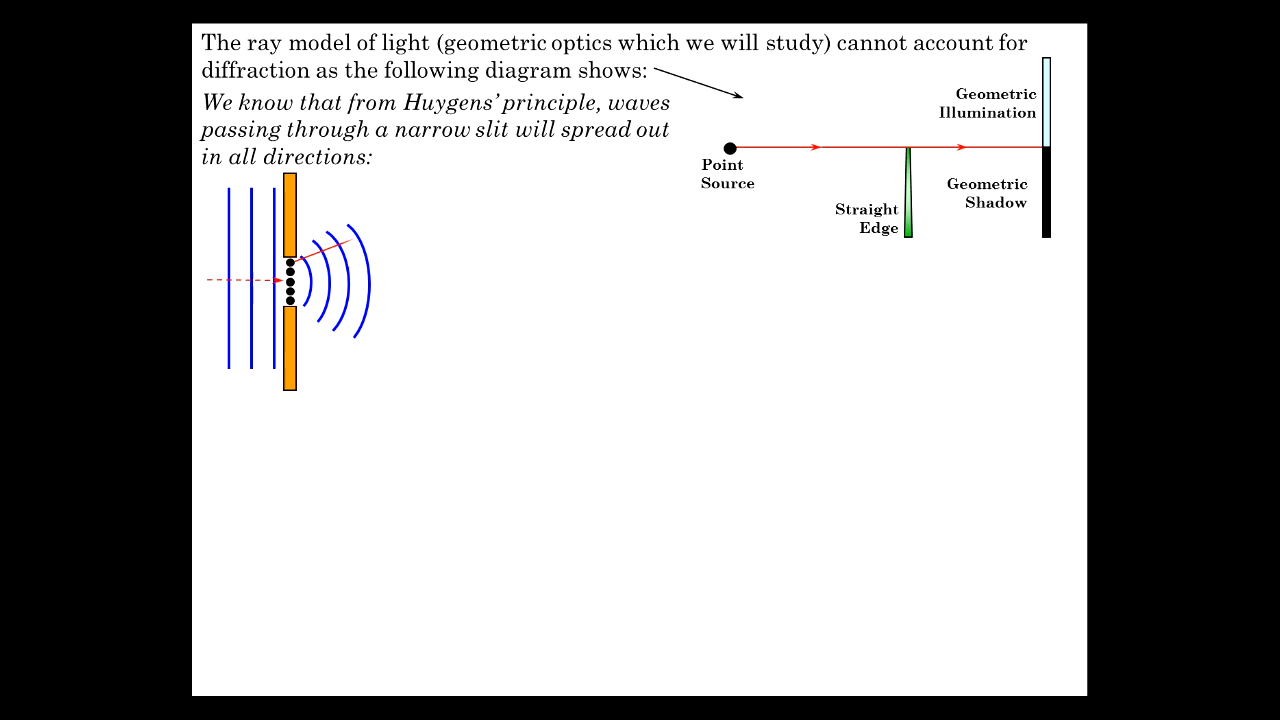 The ray model of light (geometric optics which we will study) cannot account for
diffraction as the following diagram shows:
We know that from Huygens' principle, waves
passing through a narrow slit will spread out
in all directions:
Geometric
Illumination
Point
Source
Geometric
Shadow
Straight
Edge